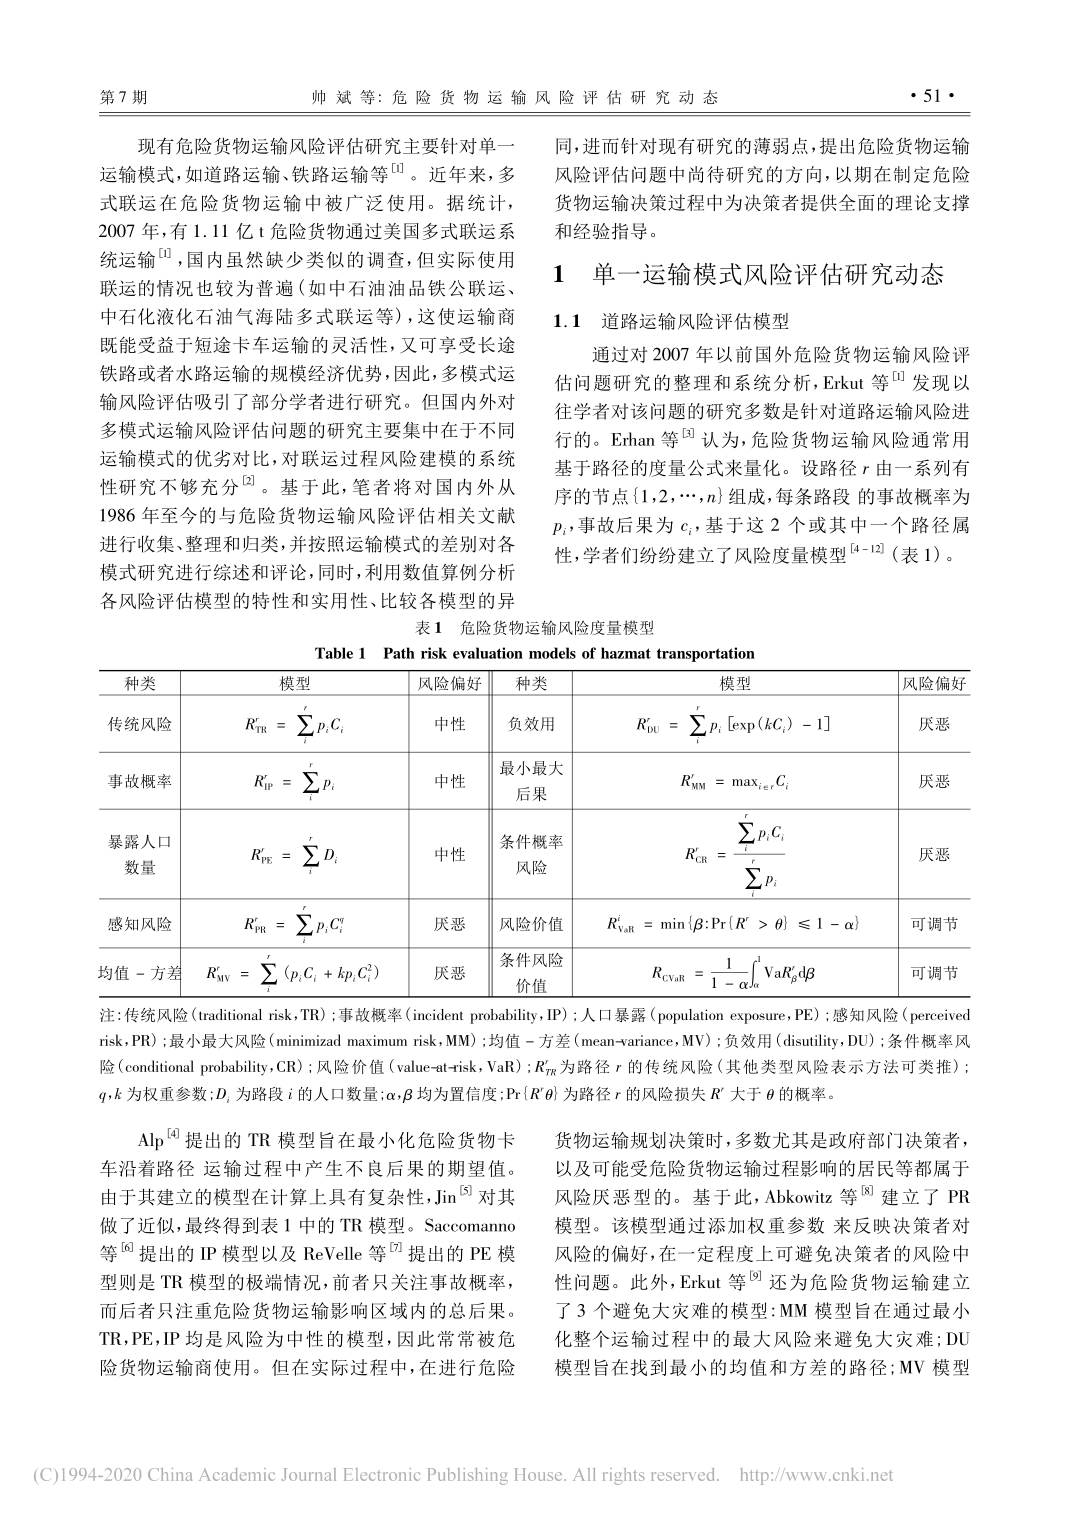 第 7 期 帅 斌 等: 危 险 货 物 运 输 风 险 评 估 研 究 动 态 · 51 ·
现有危险货物运输风险评估研究主要针对单一
运输模式,如道路运输、铁路运输等[1] 。近年来,多
式联运在危险货物运输中被广泛使用。据统计,
2007 年,有 1. 11 亿 t 危险货物通过美国多式联运系
统运输[1] ,国内虽然缺少类似的调查,但实际使用
联运的情况也较为普遍(如中石油油品铁公联运、
中石化液化石油气海陆多式联运等),这使运输商
既能受益于短途卡车运输的灵活性,又可享受长途
铁路或者水路运输的规模经济优势,因此,多模式运
输风险评估吸引了部分学者进行研究。但国内外对
多模式运输风险评估问题的研究主要集中在于不同
运输模式的优劣对比,对联运过程风险建模的系统
性研究不够充分[2] 。基于此,笔者将对国内外从
1986 年至今的与危险货物运输风险评估相关文献
进行收集、整理和归类,并按照运输模式的差别对各
模式研究进行综述和评论,同时,利用数值算例分析
各风险评估模型的特性和实用性、比较各模型的异
同,进而针对现有研究的薄弱点,提出危险货物运输
风险评估问题中尚待研究的方向,以期在制定危险
货物运输决策过程中为决策者提供全面的理论支撑
和经验指导。
1 单一运输模式风险评估研究动态
1. 1 道路运输风险评估模型
通过对 2007 年以前国外危险货物运输风险评
估问题研究的整理和系统分析,Erkut 等[1] 发现以
往学者对该问题的研究多数是针对道路运输风险进
行的。Erhan 等[3] 认为,危险货物运输风险通常用
基于路径的度量公式来量化。设路径 r 由一系列有
序的节点{1,2,…,n}组成,每条路段 的事故概率为
p_i,事故后果为 c_i,基于这 2 个或其中一个路径属
性,学者们纷纷建立了风险度量模型[4-12] (表 1)。
表 1 危险货物运输风险度量模型
Table 1 Path risk evaluation models of hazmat transportation
种类 模型 风险偏好 种类 模型 风险偏好
传统风险 R^r_TR = ∑_i^r p_i C_i 中性 负效用 R^r_DU = ∑_i^r p_i [exp(kC_i) - 1] 厌恶
事故概率 R^r_IP = ∑_i^r p_i 中性 最小最大后果 R^r_MM = max_{i∈r} C_i 厌恶
暴露人口数量 R^r_PE = ∑_i^r D_i 中性 条件概率风险 R^r_CR = ∑_i^r p_i C_i / ∑_i^r p_i 厌恶
感知风险 R^r_PR = ∑_i^r p_i C_i^q 厌恶 风险价值 R^i_VaR = min{β:Pr{R^r > θ} ≤ 1 - α} 可调节
均值 - 方差 R^r_MV = ∑_i^r (p_i C_i + kp_i C_i^2) 厌恶 条件风险价值 R_CVaR = 1/(1 - α) ∫_α^1 VaR^r_β dβ 可调节
注:传统风险(traditional risk,TR);事故概率(incident probability,IP);人口暴露(population exposure,PE);感知风险(perceived
risk,PR);最小最大风险(minimizad maximum risk,MM);均值 - 方差(mean-variance,MV);负效用(disutility,DU);条件概率风
险(conditional probability,CR);风险价值(value-at-risk,VaR);R^r_TR为路径 r 的传统风险(其他类型风险表示方法可类推);
q,k 为权重参数;D_i 为路段 i 的人口数量;α,β 均为置信度;Pr{R^rθ}为路径 r 的风险损失 R^r 大于 θ 的概率。
Alp[4] 提出的 TR 模型旨在最小化危险货物卡
车沿着路径 运输过程中产生不良后果的期望值。
由于其建立的模型在计算上具有复杂性,Jin[5] 对其
做了近似,最终得到表 1 中的 TR 模型。Saccomanno
等[6] 提出的 IP 模型以及 ReVelle 等[7] 提出的 PE 模
型则是 TR 模型的极端情况,前者只关注事故概率,
而后者只注重危险货物运输影响区域内的总后果。
TR,PE,IP 均是风险为中性的模型,因此常常被危
险货物运输商使用。但在实际过程中,在进行危险
货物运输规划决策时,多数尤其是政府部门决策者,
以及可能受危险货物运输过程影响的居民等都属于
风险厌恶型的。基于此,Abkowitz 等[8] 建立了 PR
模型。该模型通过添加权重参数 来反映决策者对
风险的偏好,在一定程度上可避免决策者的风险中
性问题。此外,Erkut 等[9] 还为危险货物运输建立
了 3 个避免大灾难的模型:MM 模型旨在通过最小
化整个运输过程中的最大风险来避免大灾难;DU
模型旨在找到最小的均值和方差的路径;MV 模型
(C)1994-2020 China Academic Journal Electronic Publishing House. All rights reserved. http://www.cnki.net